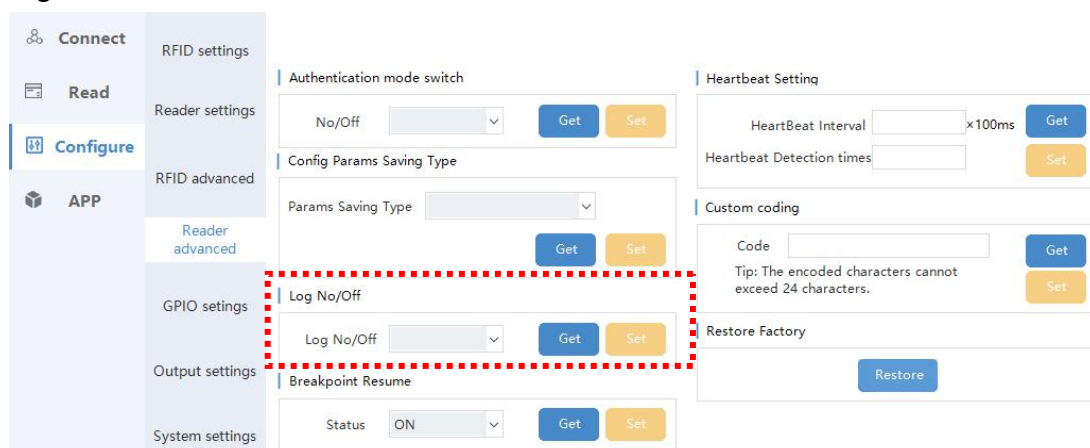 Connect
Read
Configure
APP
RFID settings
Reader settings
RFID advanced
Reader
advanced
GPIO setings
Output settings
System settings
Authentication mode switch
No/Off
Get
Set
Config Params Saving Type
Params Saving Type
Get
Set
Log No/Off
Log No/Off
Get
Set
Breakpoint Resume
Status
ON
Get
Set
Heartbeat Setting
HeartBeat Interval
×100ms
Get
Heartbeat Detection times
Set
Custom coding
Code
Get
Tip: The encoded characters cannot
exceed 24 characters.
Set
Restore Factory
Restore